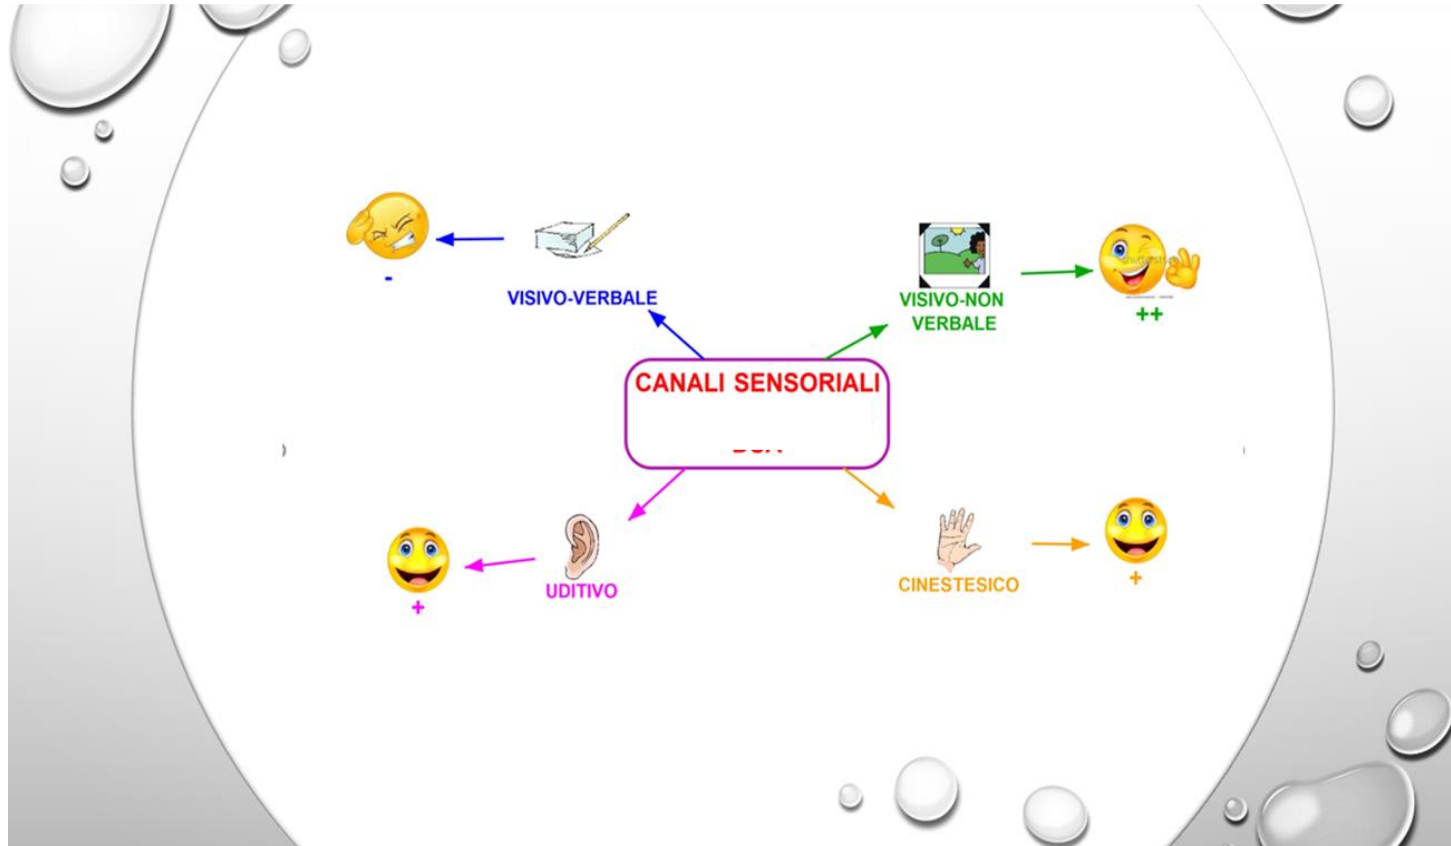 VISIVO-VERBALE
-
VISIVO-NON
VERBALE
++
CANALI SENSORIALI
UDITIVO
+
CINESTESICO
+